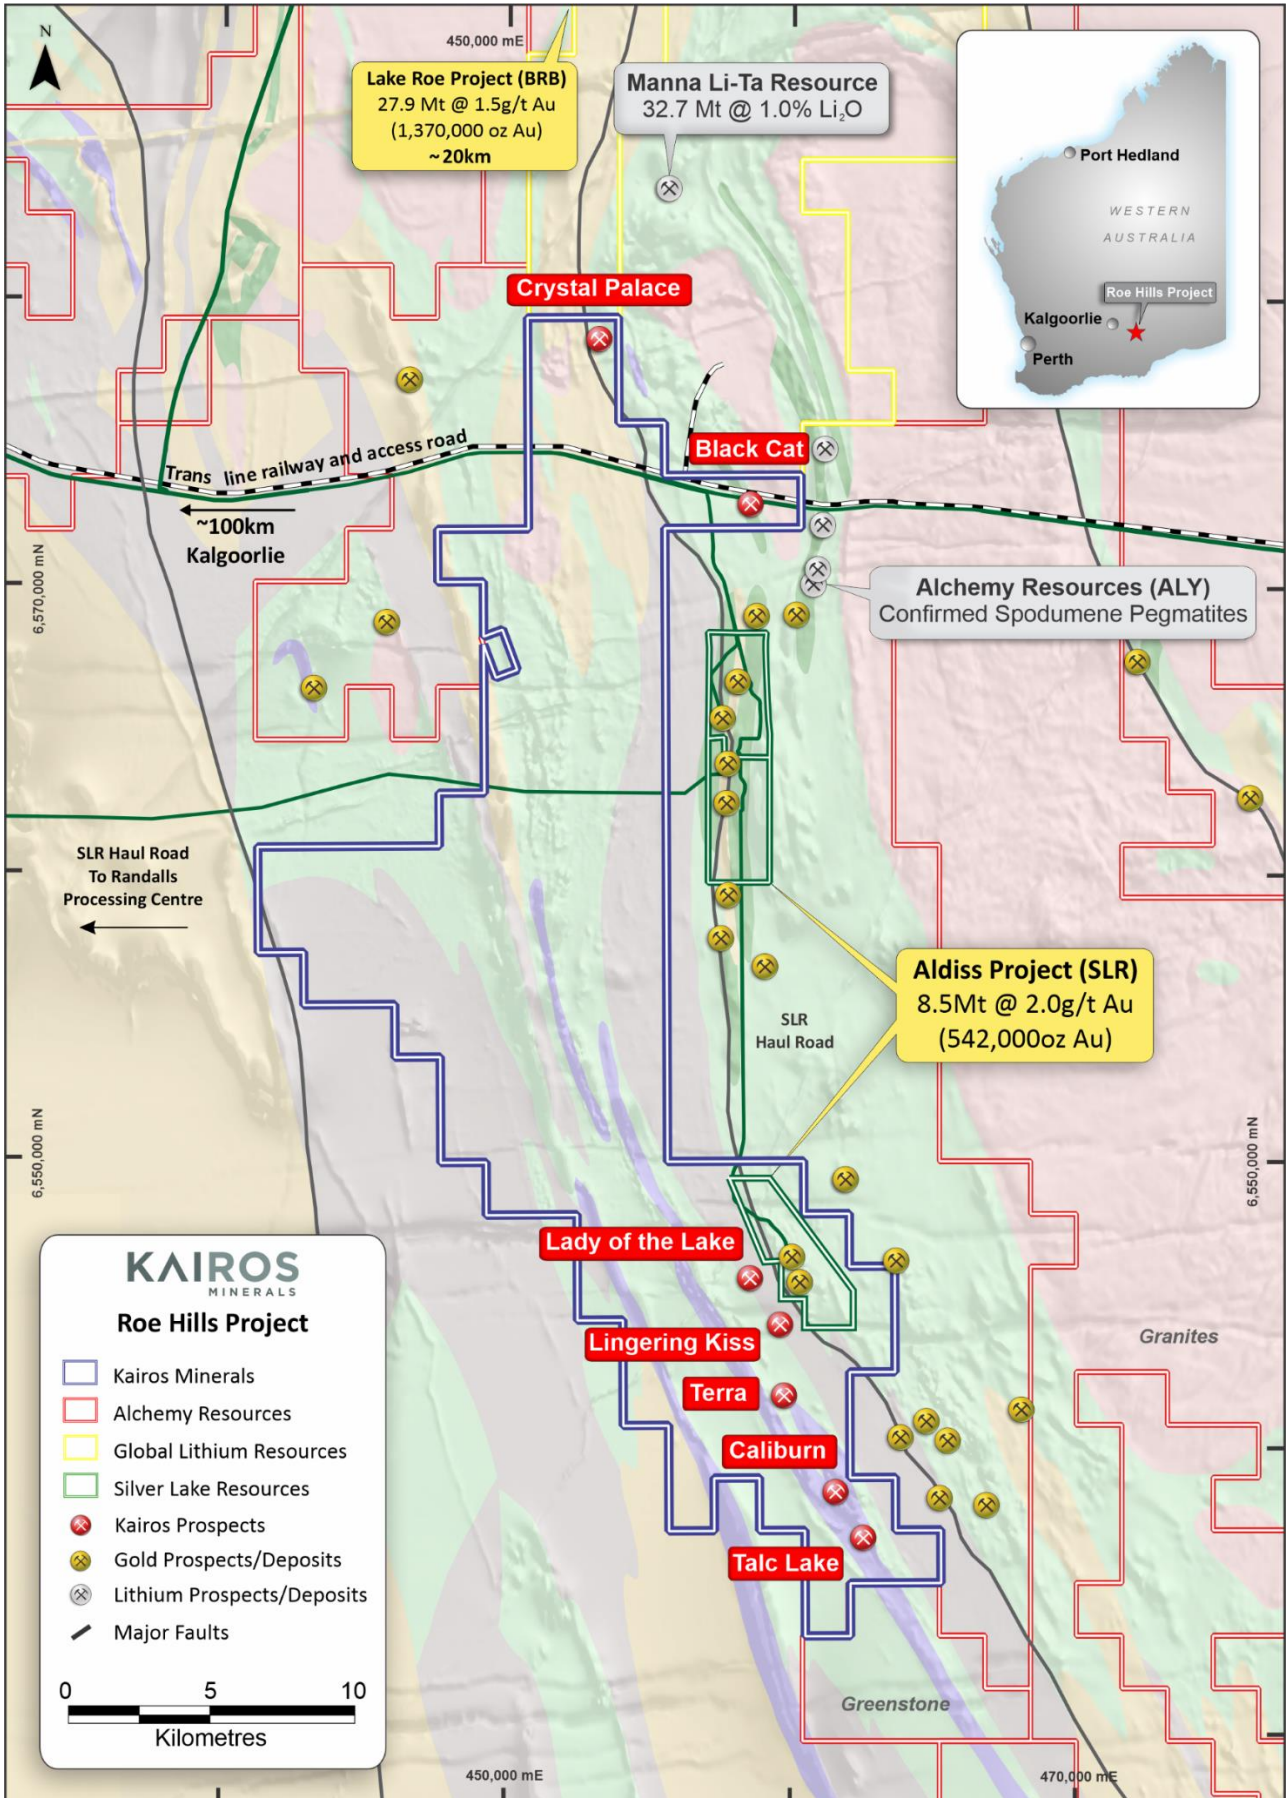 N
450,000 mE
Lake Roe Project (BRB)
27.9 Mt @ 1.5g/t Au
(1,370,000 oz Au)
~20km
Manna Li-Ta Resource
32.7 Mt @ 1.0% Li₂O
Port Hedland
WESTERN
AUSTRALIA
Roe Hills Project
Kalgoorlie
Perth
Crystal Palace
Black Cat
Trans line railway and access road
~100km
Kalgoorlie
6,570,000 mN
Alchemy Resources (ALY)
Confirmed Spodumene Pegmatites
SLR Haul Road
To Randalls
Processing Centre
Aldiss Project (SLR)
8.5Mt @ 2.0g/t Au
(542,000oz Au)
SLR
Haul Road
6,550,000 mN
6,550,000 mN
Lady of the Lake
Lingering Kiss
Terra
Caliburn
Talc Lake
Granites
Greenstone
KAIROS
MINERALS
Roe Hills Project
Kairos Minerals
Alchemy Resources
Global Lithium Resources
Silver Lake Resources
Kairos Prospects
Gold Prospects/Deposits
Lithium Prospects/Deposits
Major Faults
0 5 10
Kilometres
450,000 mE
470,000 mE